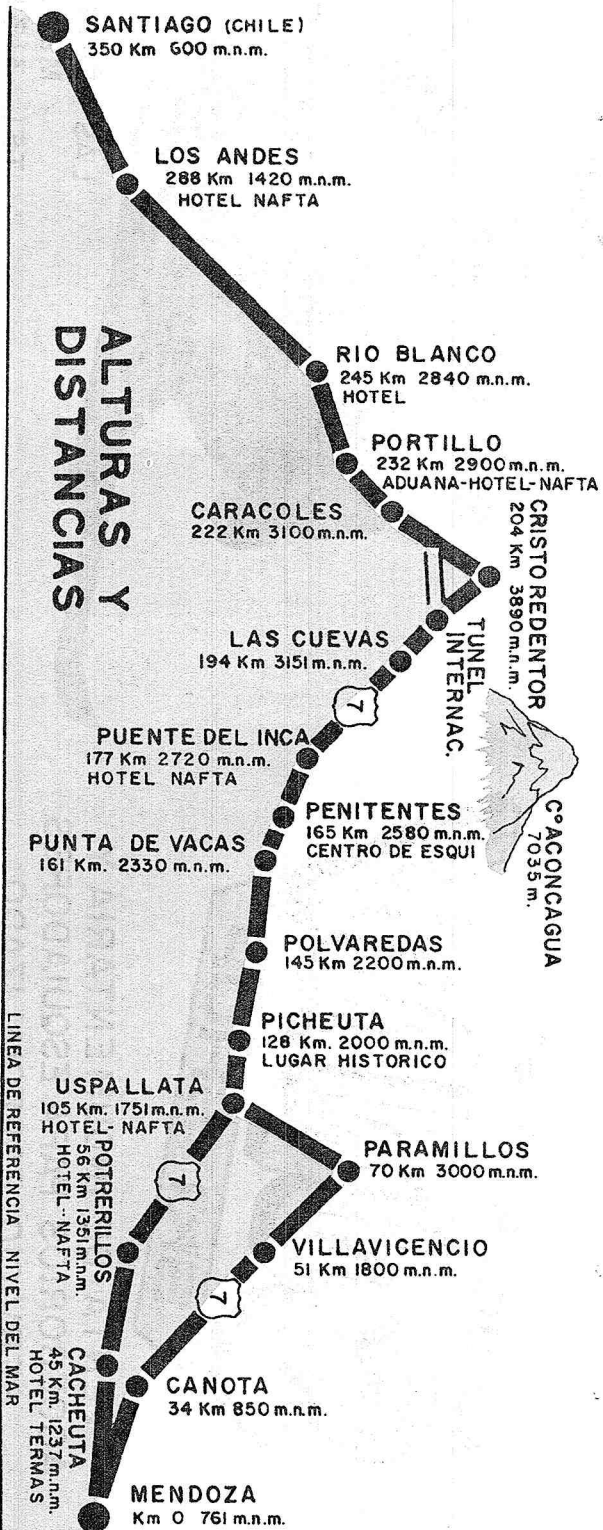 SANTIAGO (CHILE)
350 Km 600 m.n.m.
LOS ANDES
288 Km 1420 m.n.m.
HOTEL NAFTA
ALTURAS Y
DISTANCIAS
RIO BLANCO
245 Km 2840 m.n.m.
HOTEL
PORTILLO
232 Km 2900 m.n.m.
ADUANA-HOTEL-NAFTA
CARACOLES
222 Km 3100 m.n.m.
CRISTO REDENTOR
204 Km 3890 m.n.m.
TUNEL
INTERNAC.
LAS CUEVAS
194 Km 3151 m.n.m.
7
C° ACONCAGUA
7035 m.
PUENTE DEL INCA
177 Km 2720 m.n.m.
HOTEL NAFTA
PENITENTES
165 Km 2580 m.n.m.
CENTRO DE ESQUI
PUNTA DE VACAS
161 Km. 2330 m.n.m.
POLVAREDAS
145 Km 2200 m.n.m.
PICHEUTA
128 Km. 2000 m.n.m.
LUGAR HISTORICO
USPALLATA
105 Km. 1751 m.n.m.
HOTEL-NAFTA
PARAMILLOS
70 Km 3000 m.n.m.
7
POTRERILLOS
56 Km 1351 m.n.m.
HOTEL--NAFTA
VILLAVICENCIO
51 Km 1800 m.n.m.
7
CACHEUTA
45 Km. 1237 m.n.m.
HOTEL TERMAS
CANOTA
34 Km 850 m.n.m.
MENDOZA
Km 0 761 m.n.m.
LINEA DE REFERENCIA NIVEL DEL MAR